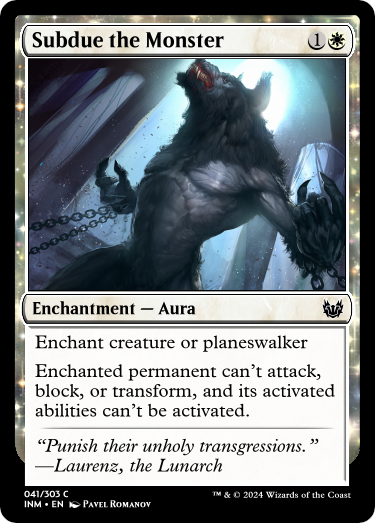 Subdue the Monster 1
Enchantment — Aura
Enchant creature or planeswalker
Enchanted permanent can't attack,
block, or transform, and its activated
abilities can't be activated.
“Punish their unholy transgressions.”
—Laurenz, the Lunarch
041/303 C
INM • EN Pavel Romanov
™ & © 2024 Wizards of the Coast